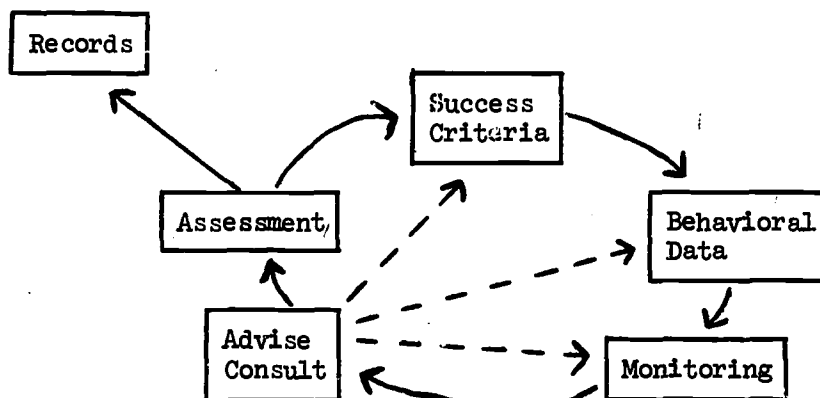 Records
Success
Criteria
Assessment
Behavioral
Data
Advise
Consult
Monitoring